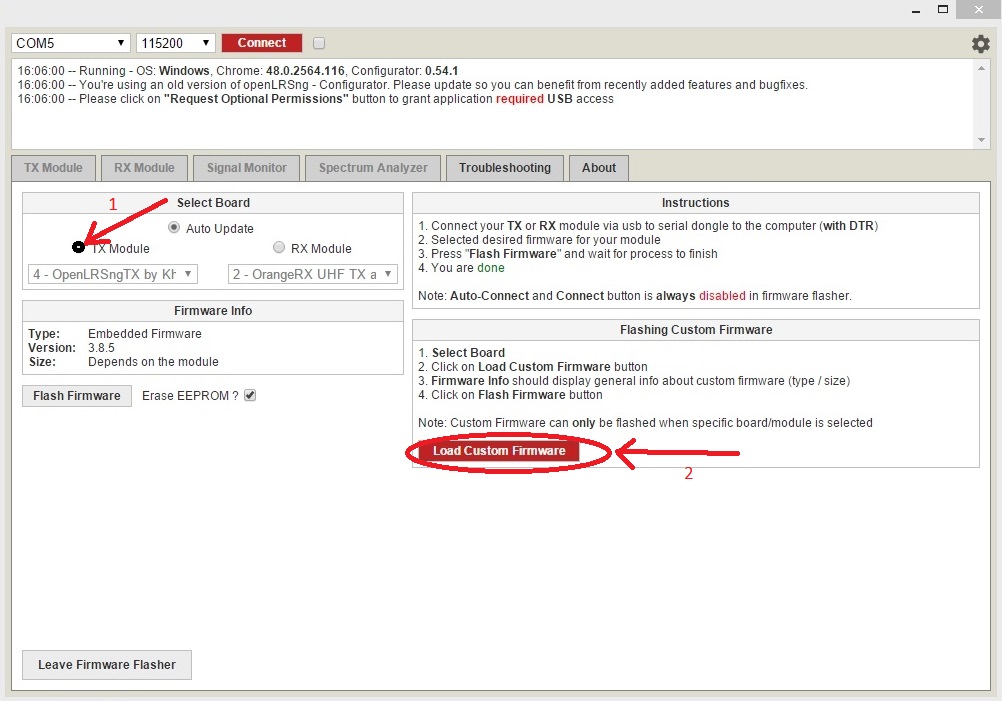 COM5 115200 Connect
16:06:00 -- Running - OS: Windows, Chrome: 48.0.2564.116, Configurator: 0.54.1
16:06:00 -- You're using an old version of openLRSng - Configurator. Please update so you can benefit from recently added features and bugfixes.
16:06:00 -- Please click on "Request Optional Permissions" button to grant application required USB access
TX Module RX Module Signal Monitor Spectrum Analyzer Troubleshooting About
1
Select Board
Auto Update
TX Module RX Module
4 - OpenLRSngTX by Kh 2 - OrangeRX UHF TX a
Firmware Info
Type: Embedded Firmware
Version: 3.8.5
Size: Depends on the module
Flash Firmware Erase EEPROM ?
Instructions
1. Connect your TX or RX module via usb to serial dongle to the computer (with DTR)
2. Selected desired firmware for your module
3. Press "Flash Firmware" and wait for process to finish
4. You are done
Note: Auto-Connect and Connect button is always disabled in firmware flasher.
Flashing Custom Firmware
1. Select Board
2. Click on Load Custom Firmware button
3. Firmware Info should display general info about custom firmware (type / size)
4. Click on Flash Firmware button
Note: Custom Firmware can only be flashed when specific board/module is selected
Load Custom Firmware
2
Leave Firmware Flasher